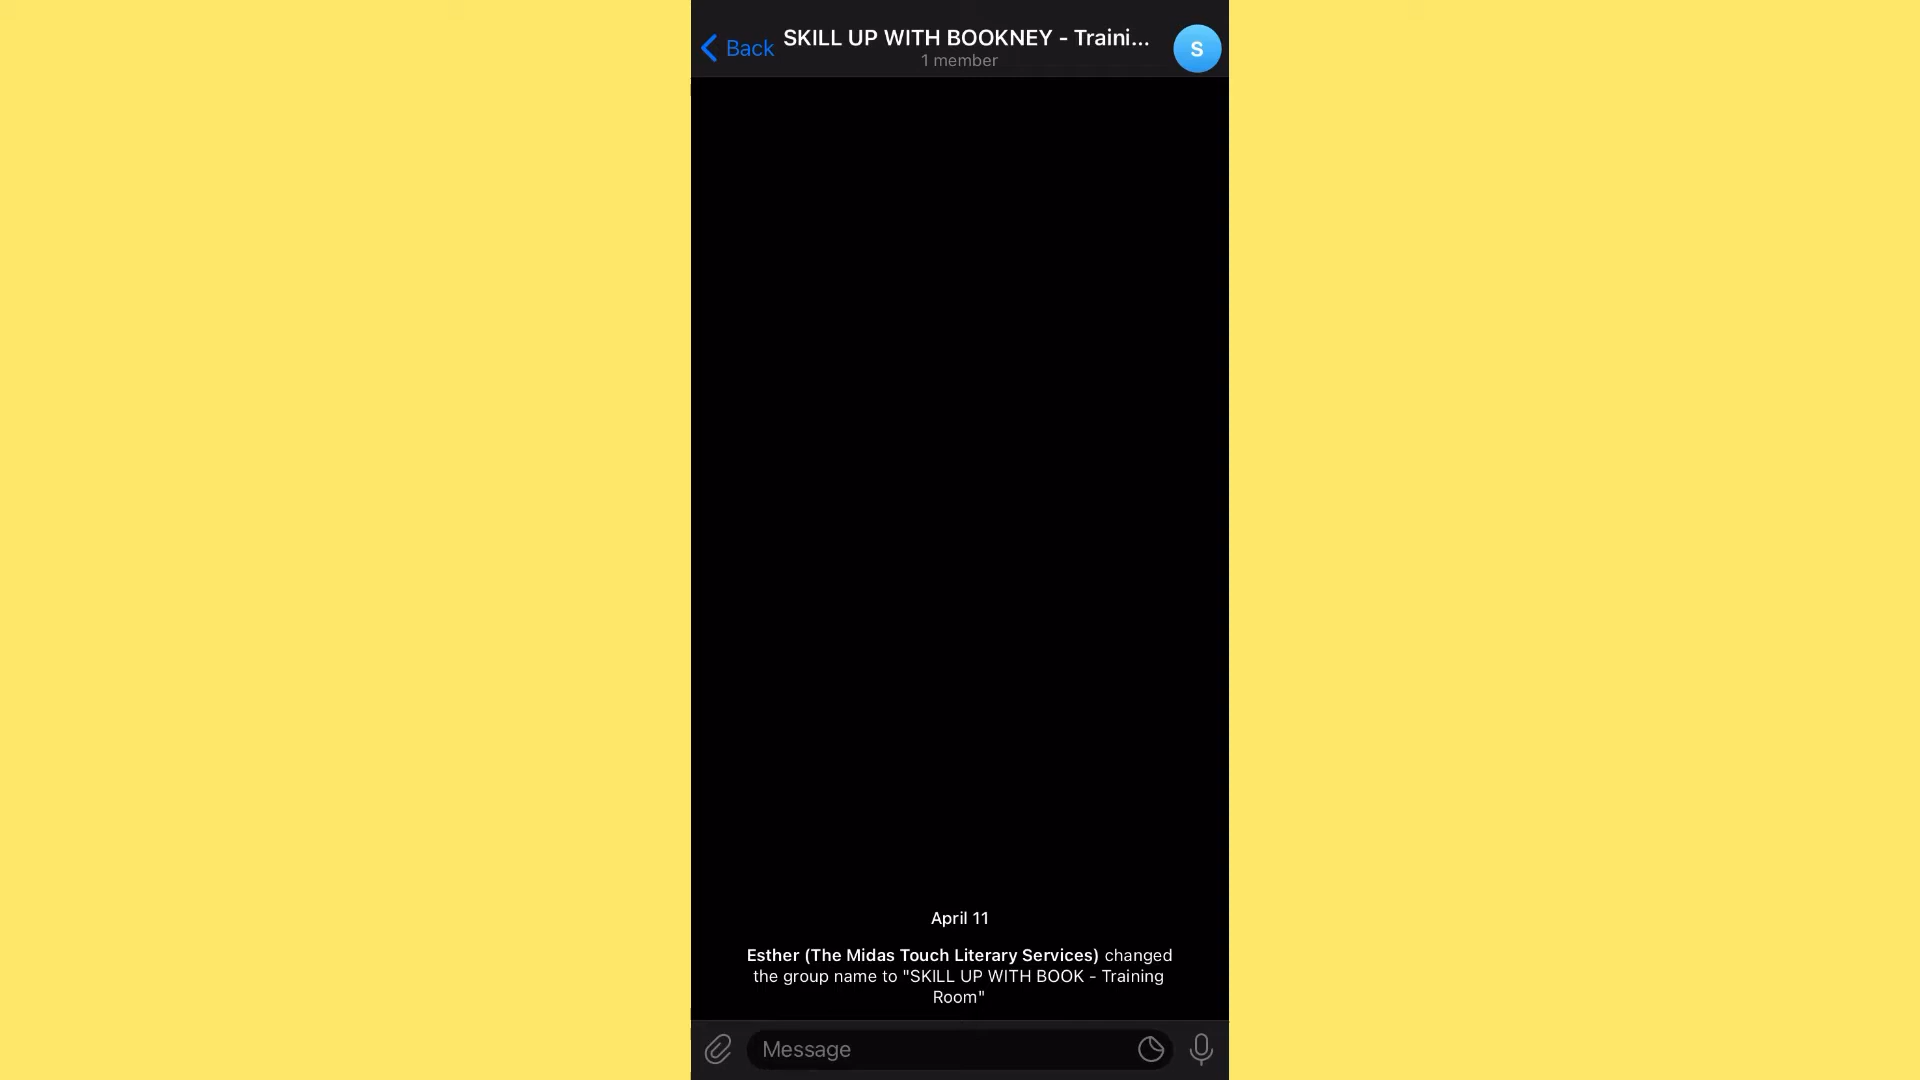 Back
SKILL UP WITH BOOKNEY - Traini...
1 member
S
April 11
Esther (The Midas Touch Literary Services) changed
the group name to "SKILL UP WITH BOOK - Training
Room"
Message